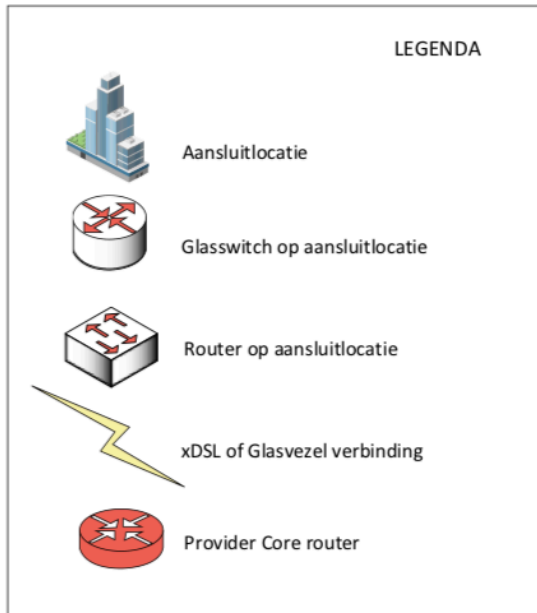 LEGENDA
Aansluitlocatie
Glasswitch op aansluitlocatie
Router op aansluitlocatie
xDSL of Glasvezel verbinding
Provider Core router